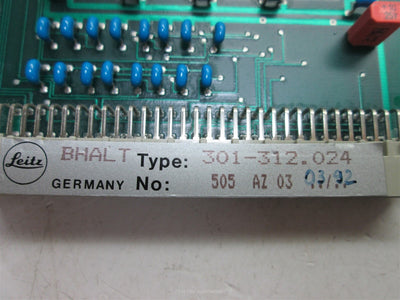 Leitz
BHALT Type: 301-312.024
GERMANY No: 505 AZ 03 07/92